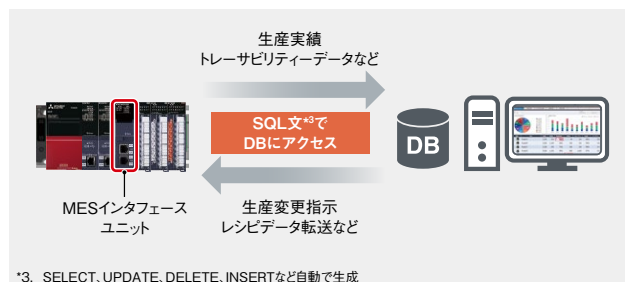 生産実績
トレーサビリティーデータなど
SQL文*3で
DBにアクセス
DB
MESインタフェース
ユニット
生産変更指示
レシピデータ転送など
*3. SELECT、UPDATE、DELETE、INSERTなど自動で生成